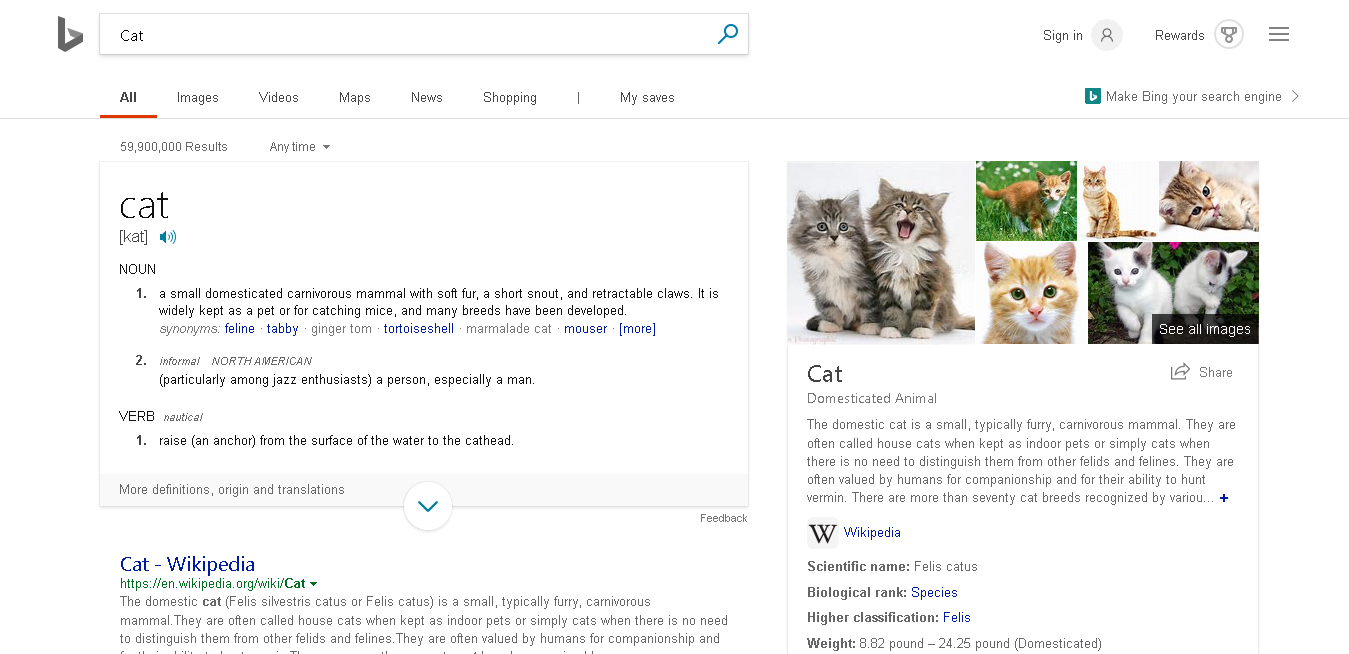 Cat
Sign in
Rewards
All Images Videos Maps News Shopping | My saves
Make Bing your search engine
59,900,000 Results Any time
cat
[kat]
NOUN
1. a small domesticated carnivorous mammal with soft fur, a short snout, and retractable claws. It is
widely kept as a pet or for catching mice, and many breeds have been developed.
synonyms: feline · tabby · ginger tom · tortoiseshell · marmalade cat · mouser · [more]
2. informal NORTH AMERICAN
(particularly among jazz enthusiasts) a person, especially a man.
VERB nautical
1. raise (an anchor) from the surface of the water to the cathead.
More definitions, origin and translations
Feedback
Cat - Wikipedia
https://en.wikipedia.org/wiki/Cat
The domestic cat (Felis silvestris catus or Felis catus) is a small, typically furry, carnivorous
mammal.They are often called house cats when kept as indoor pets or simply cats when there is no need
to distinguish them from other felids and felines.They are often valued by humans for companionship and
See all images
Cat
Share
Domesticated Animal
The domestic cat is a small, typically furry, carnivorous mammal. They are
often called house cats when kept as indoor pets or simply cats when
there is no need to distinguish them from other felids and felines. They are
often valued by humans for companionship and for their ability to hunt
vermin. There are more than seventy cat breeds recognized by variou... +
W Wikipedia
Scientific name: Felis catus
Biological rank: Species
Higher classification: Felis
Weight: 8.82 pound – 24.25 pound (Domesticated)